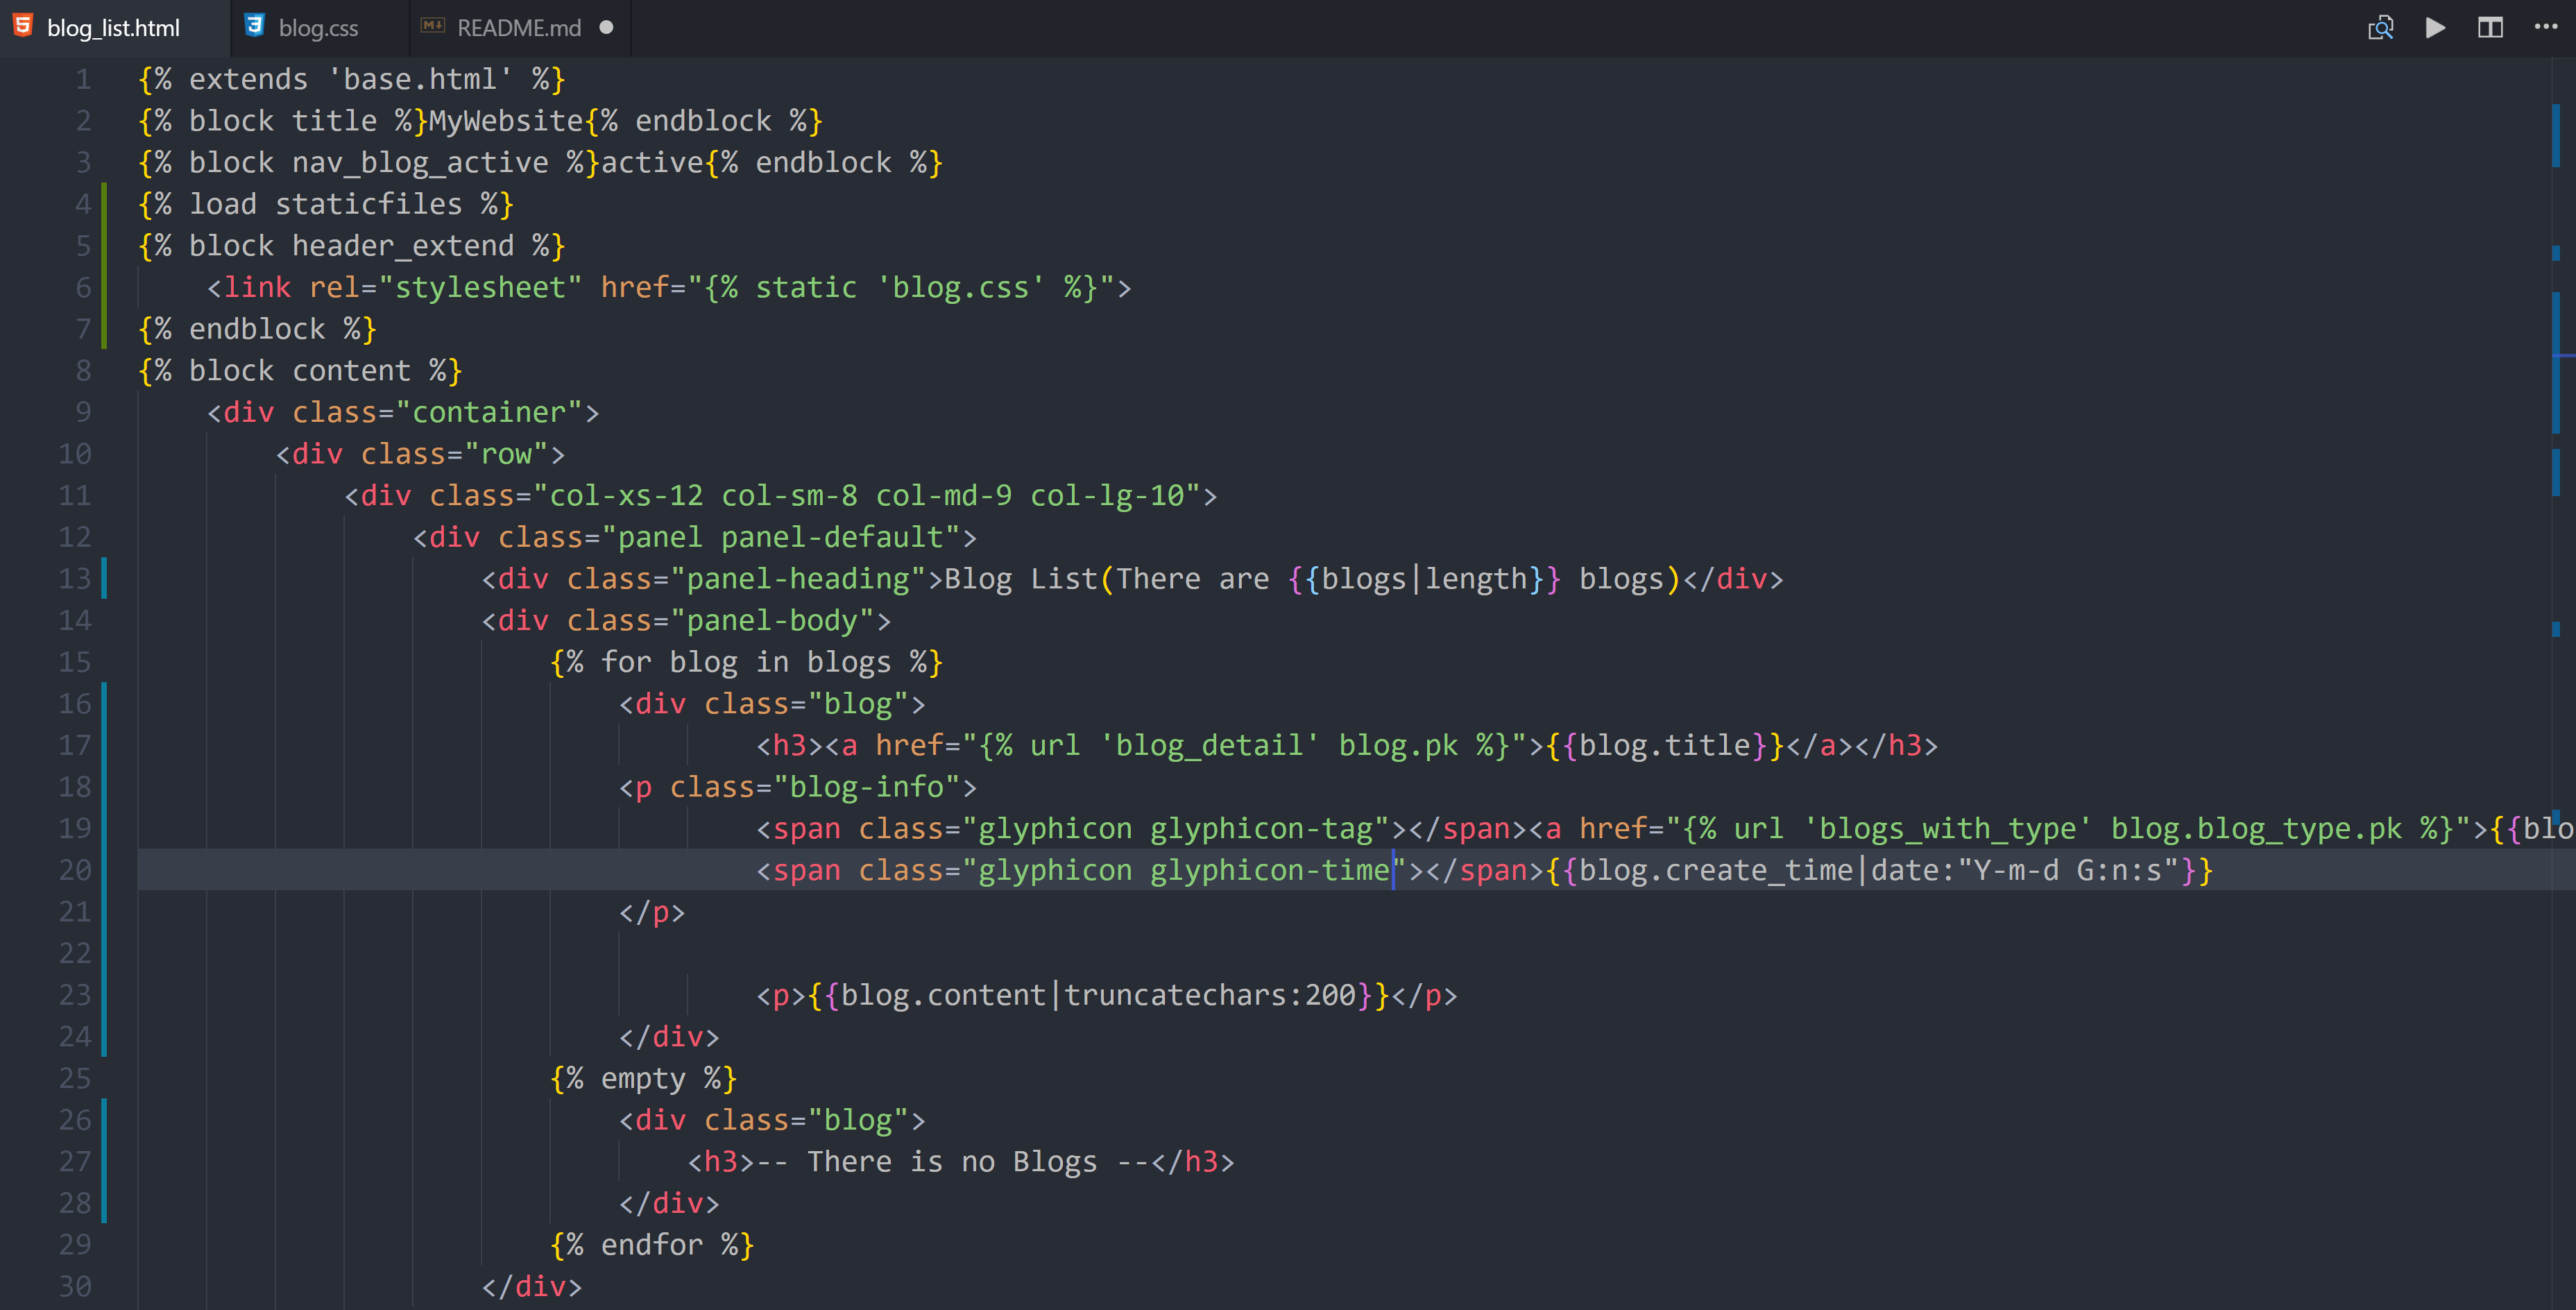 blog_list.html
blog.css
README.md
1 {% extends 'base.html' %}
2 {% block title %}MyWebsite{% endblock %}
3 {% block nav_blog_active %}active{% endblock %}
4 {% load staticfiles %}
5 {% block header_extend %}
6 <link rel="stylesheet" href="{% static 'blog.css' %}">
7 {% endblock %}
8 {% block content %}
9 <div class="container">
10 <div class="row">
11 <div class="col-xs-12 col-sm-8 col-md-9 col-lg-10">
12 <div class="panel panel-default">
13 <div class="panel-heading">Blog List(There are {{blogs|length}} blogs)</div>
14 <div class="panel-body">
15 {% for blog in blogs %}
16 <div class="blog">
17 <h3><a href="{% url 'blog_detail' blog.pk %}">{{blog.title}}</a></h3>
18 <p class="blog-info">
19 <span class="glyphicon glyphicon-tag"></span><a href="{% url 'blogs_with_type' blog.blog_type.pk %}">{{blo
20 <span class="glyphicon glyphicon-time"></span>{{blog.create_time|date:"Y-m-d G:n:s"}}
21 </p>
22
23 <p>{{blog.content|truncatechars:200}}</p>
24 </div>
25 {% empty %}
26 <div class="blog">
27 <h3>-- There is no Blogs --</h3>
28 </div>
29 {% endfor %}
30 </div>